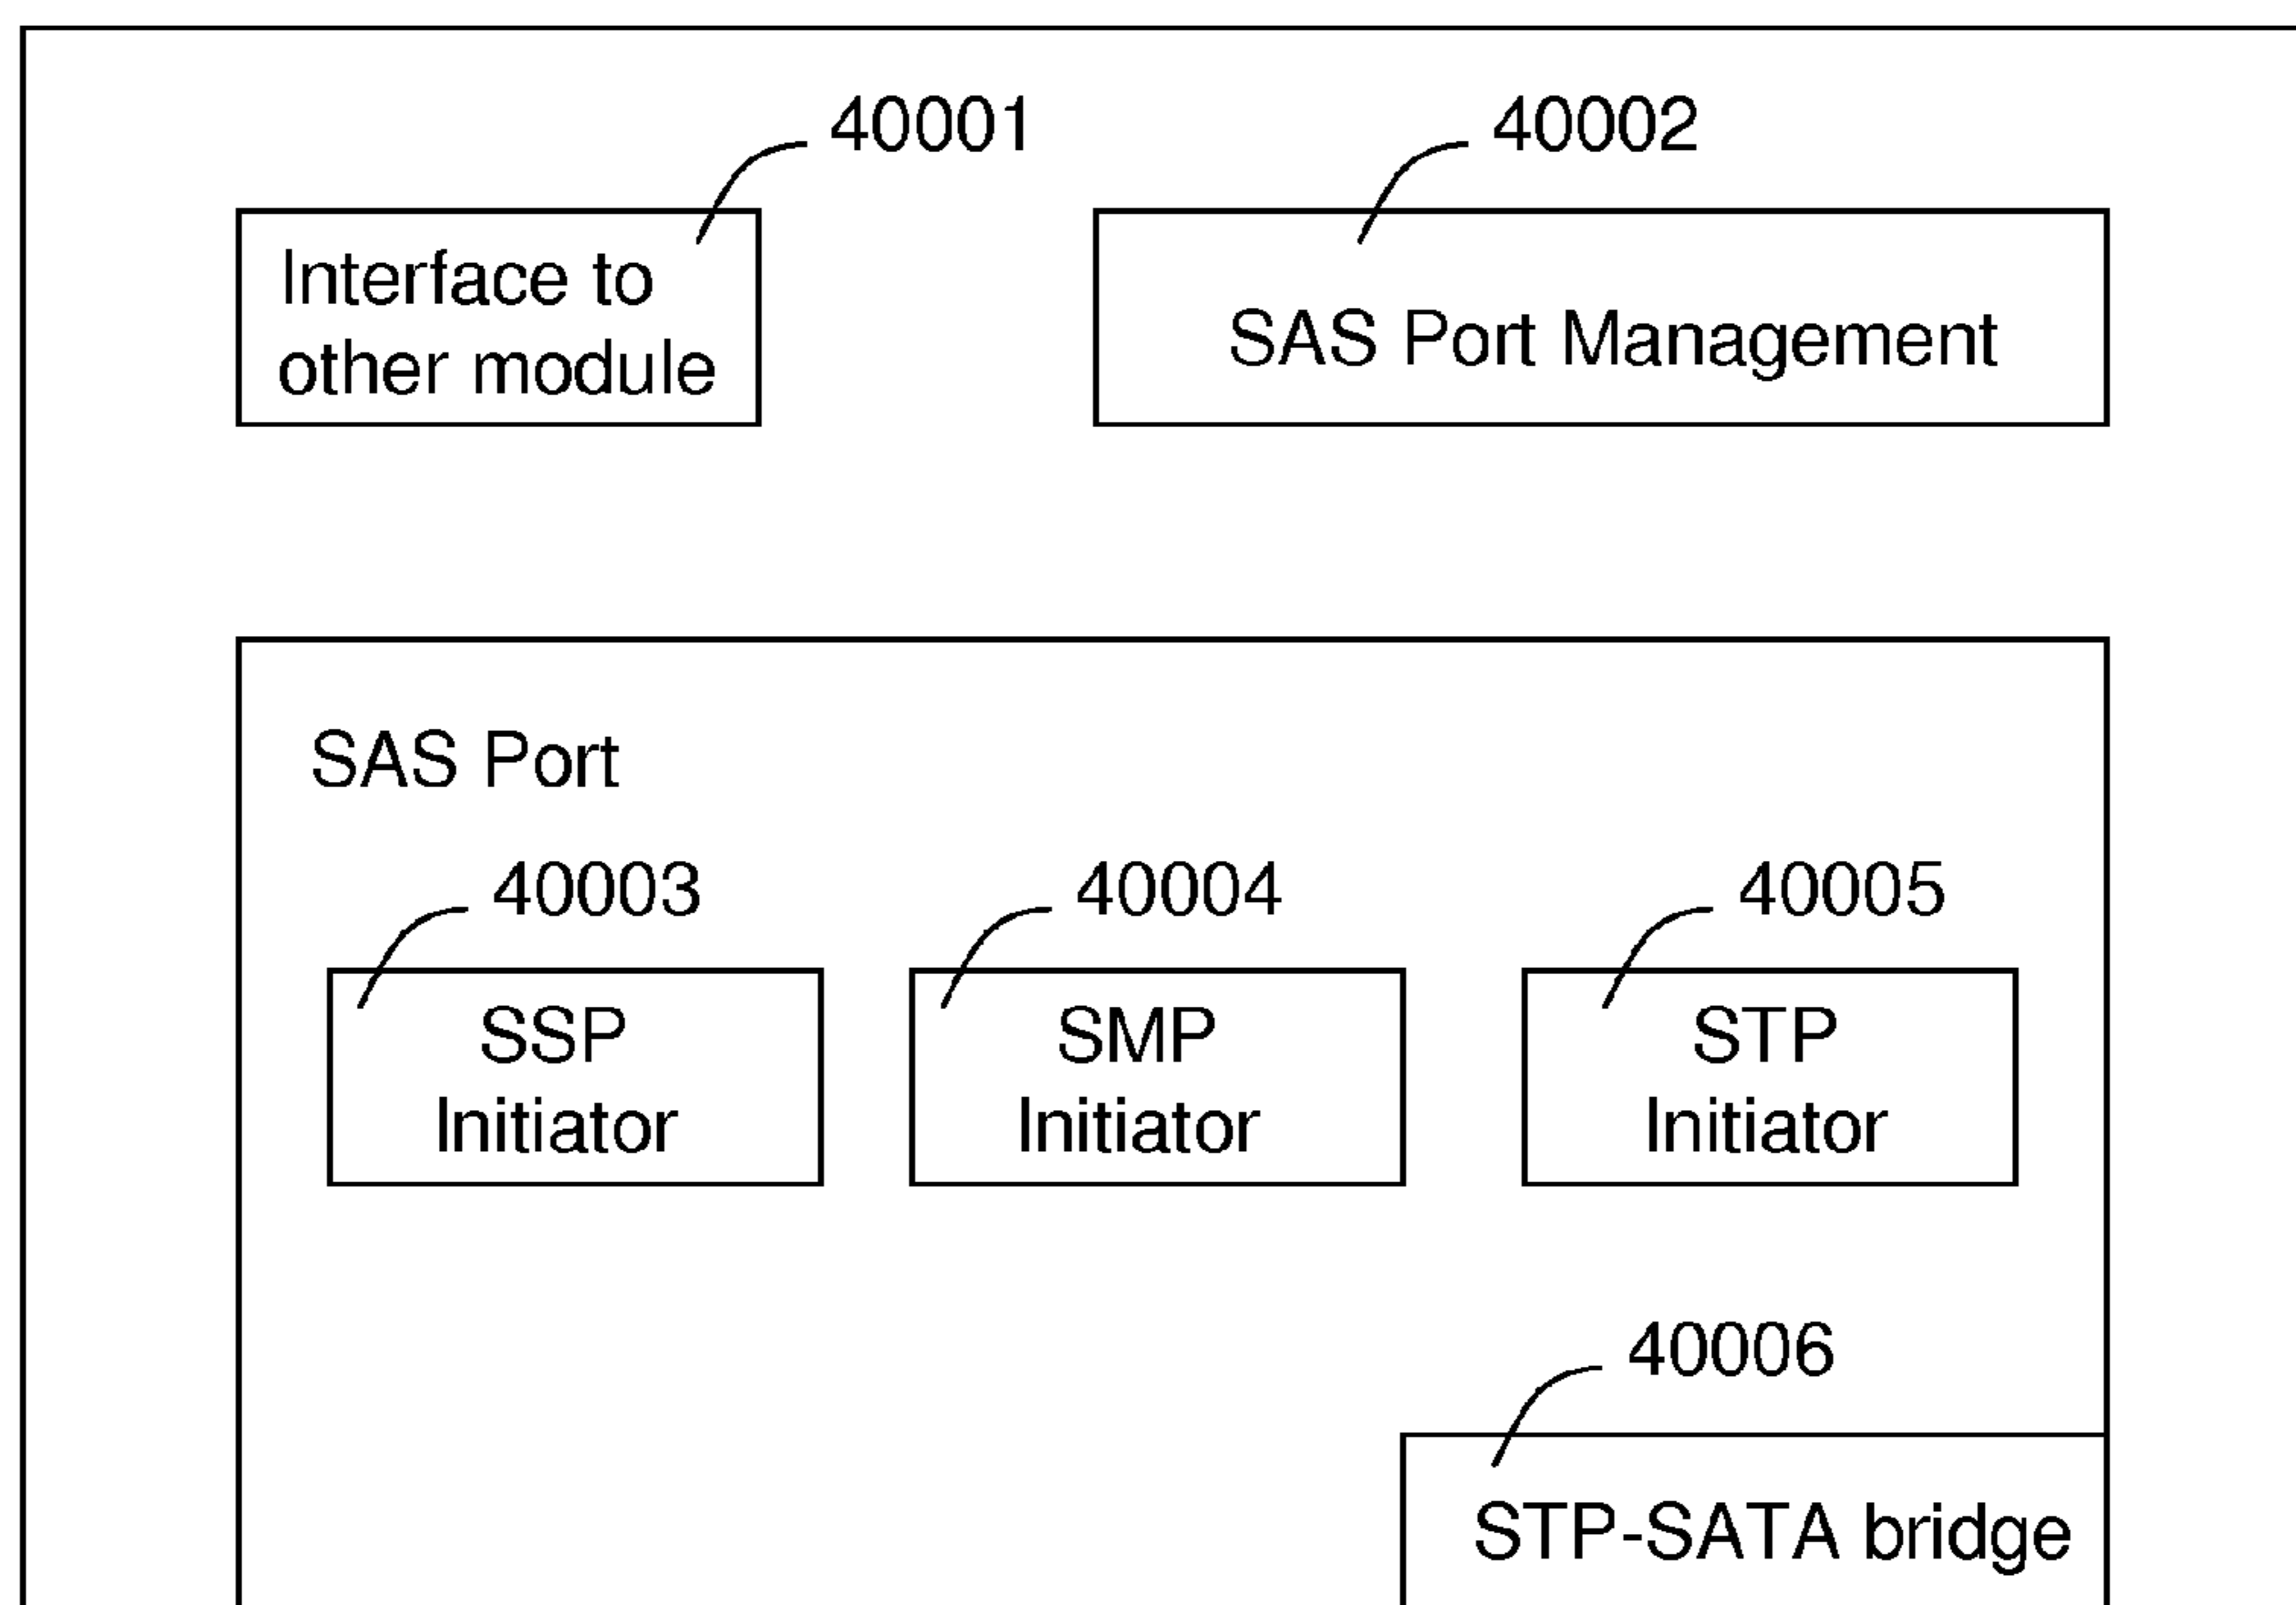 40001
40002
Interface to
other module
SAS Port Management
SAS Port
40003
40004
40005
SSP
Initiator
SMP
Initiator
STP
Initiator
40006
STP-SATA bridge